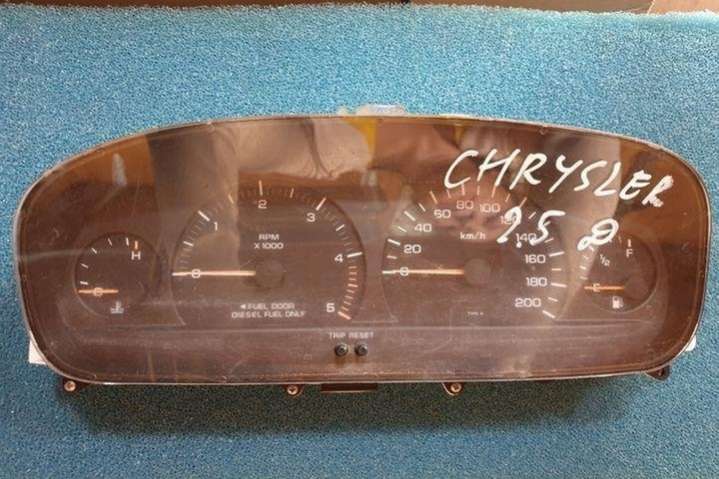 CHRYSLER
2.5 D
H
C
0
1
2
3
4
5
RPM
X 1000
◄FUEL DOOR
DIESEL FUEL ONLY
0
20
40
60
80
100
120
140
160
180
200
km/h
F
1/2
E
TRIP RESET